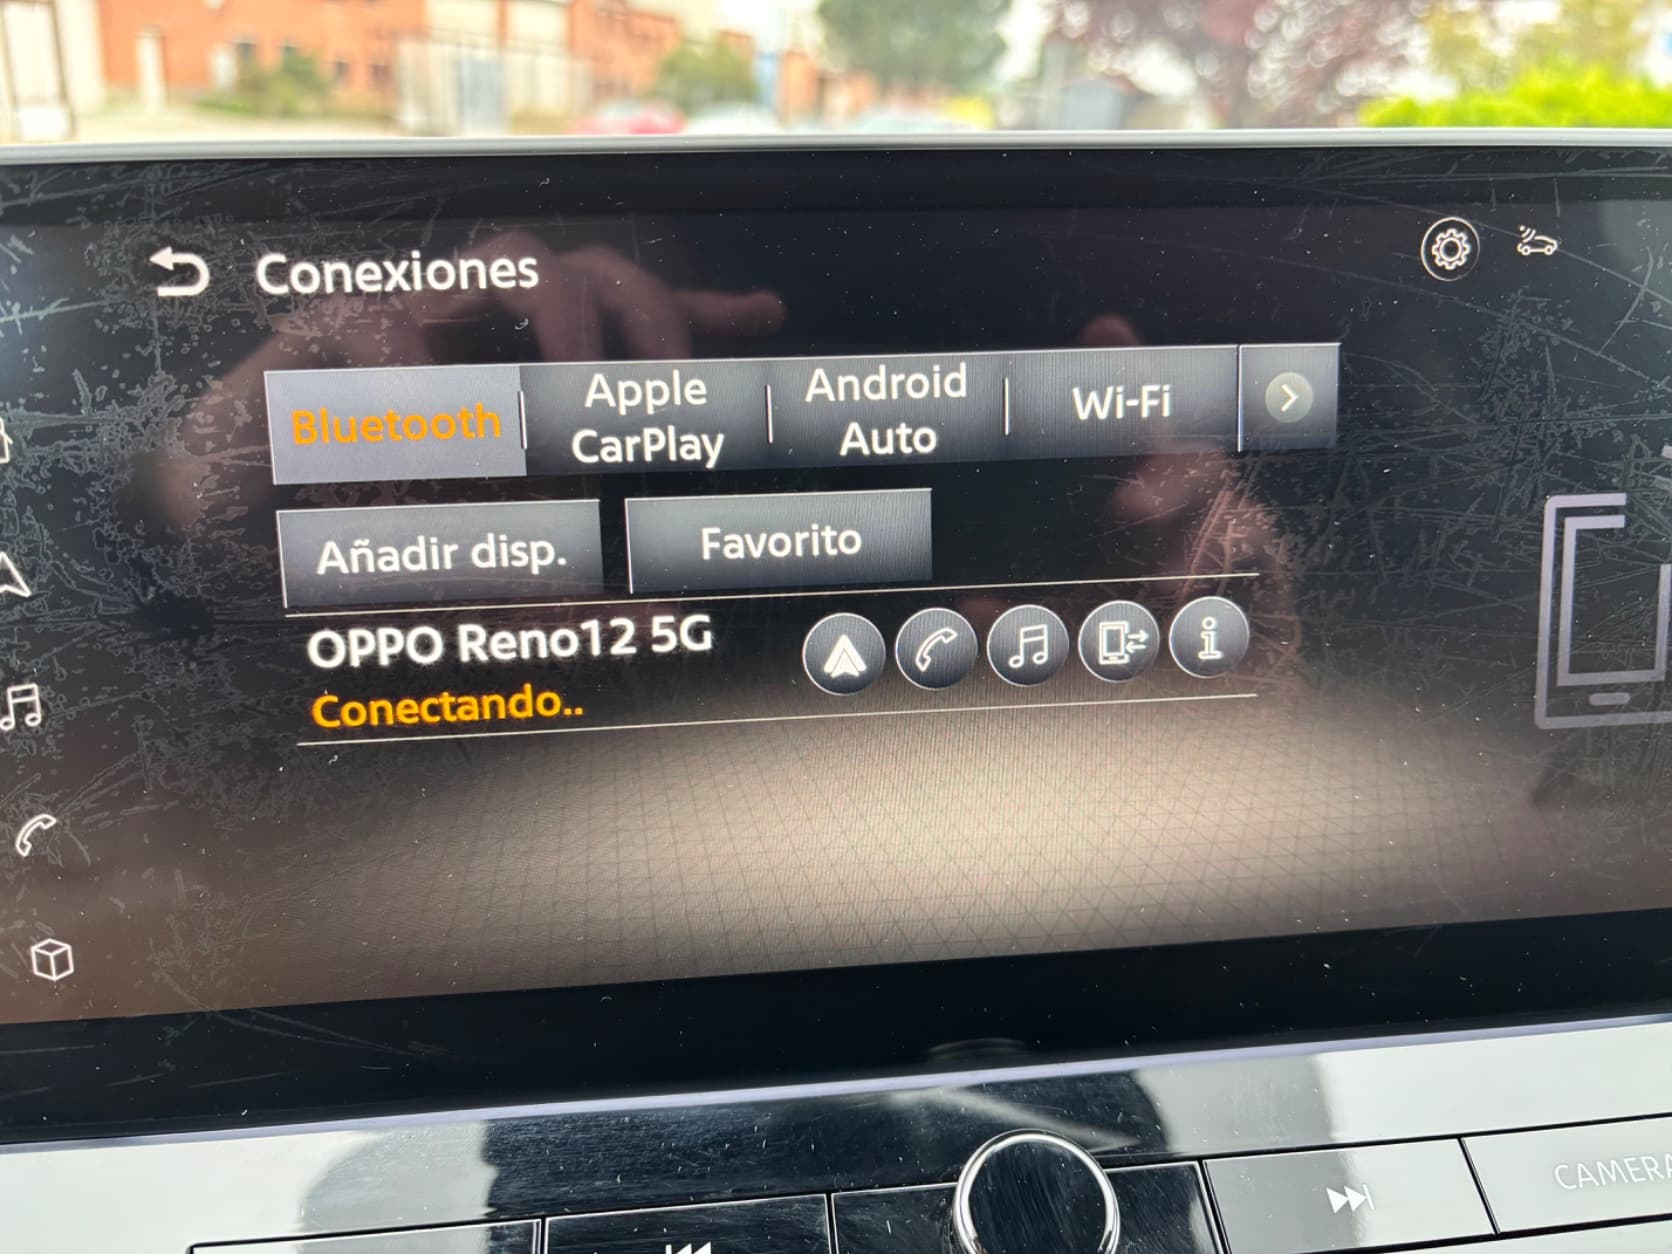 Conexiones
Bluetooth
Apple
CarPlay
Android
Auto
Wi-Fi
Añadir disp.
Favorito
OPPO Reno12 5G
Conectando..
CAMERA